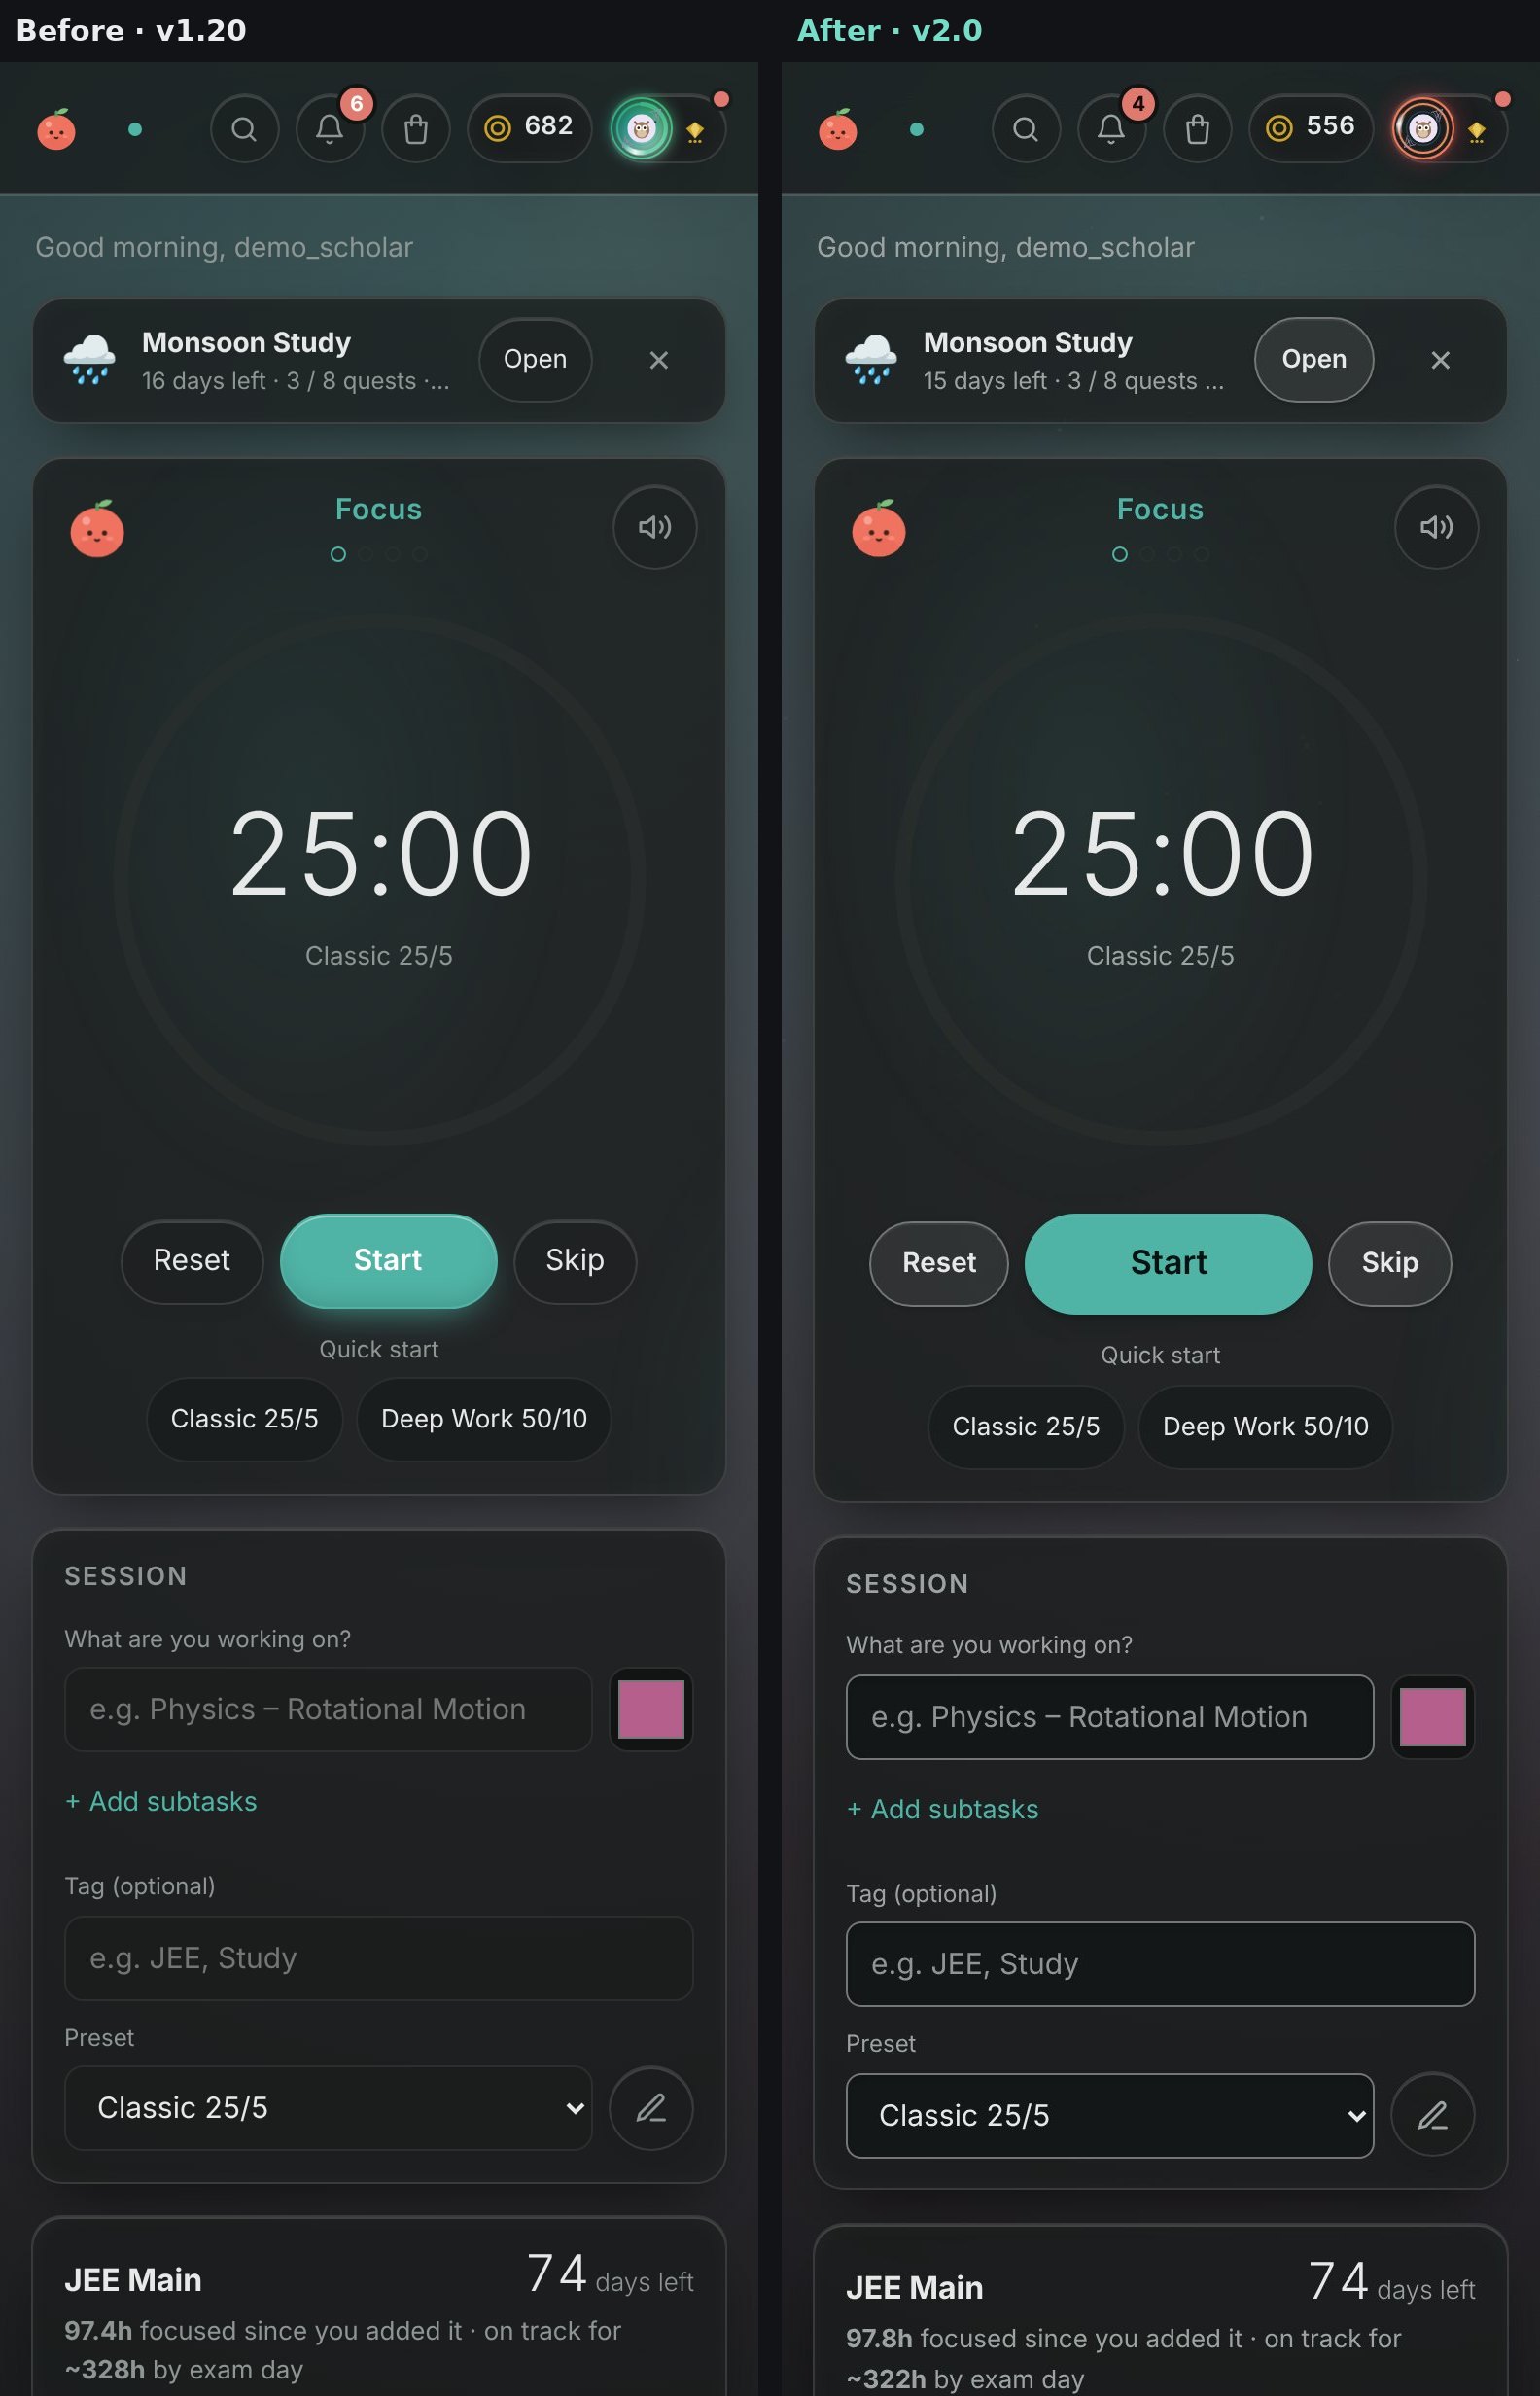 Before · v1.20
6
682
Good morning, demo_scholar
Monsoon Study
16 days left · 3 / 8 quests ·...
Open
Focus
25:00
Classic 25/5
Reset
Start
Skip
Quick start
Classic 25/5
Deep Work 50/10
SESSION
What are you working on?
e.g. Physics – Rotational Motion
+ Add subtasks
Tag (optional)
e.g. JEE, Study
Preset
Classic 25/5
JEE Main
74 days left
97.4h focused since you added it · on track for
~328h by exam day
After · v2.0
4
556
Good morning, demo_scholar
Monsoon Study
15 days left · 3 / 8 quests ...
Open
Focus
25:00
Classic 25/5
Reset
Start
Skip
Quick start
Classic 25/5
Deep Work 50/10
SESSION
What are you working on?
e.g. Physics – Rotational Motion
+ Add subtasks
Tag (optional)
e.g. JEE, Study
Preset
Classic 25/5
JEE Main
74 days left
97.8h focused since you added it · on track for
~322h by exam day